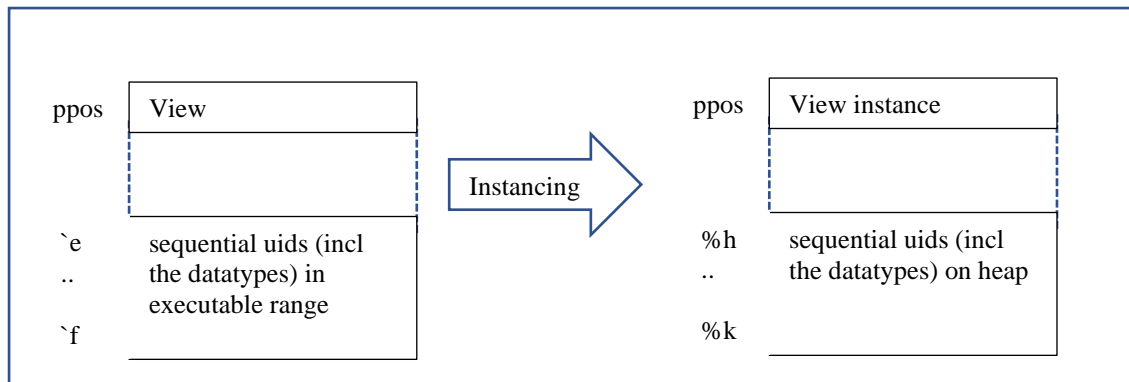 ppos
View
`e
..
`f
sequential uids (incl
the datatypes) in
executable range
Instancing
ppos
View instance
%h
..
%k
sequential uids (incl
the datatypes) on heap